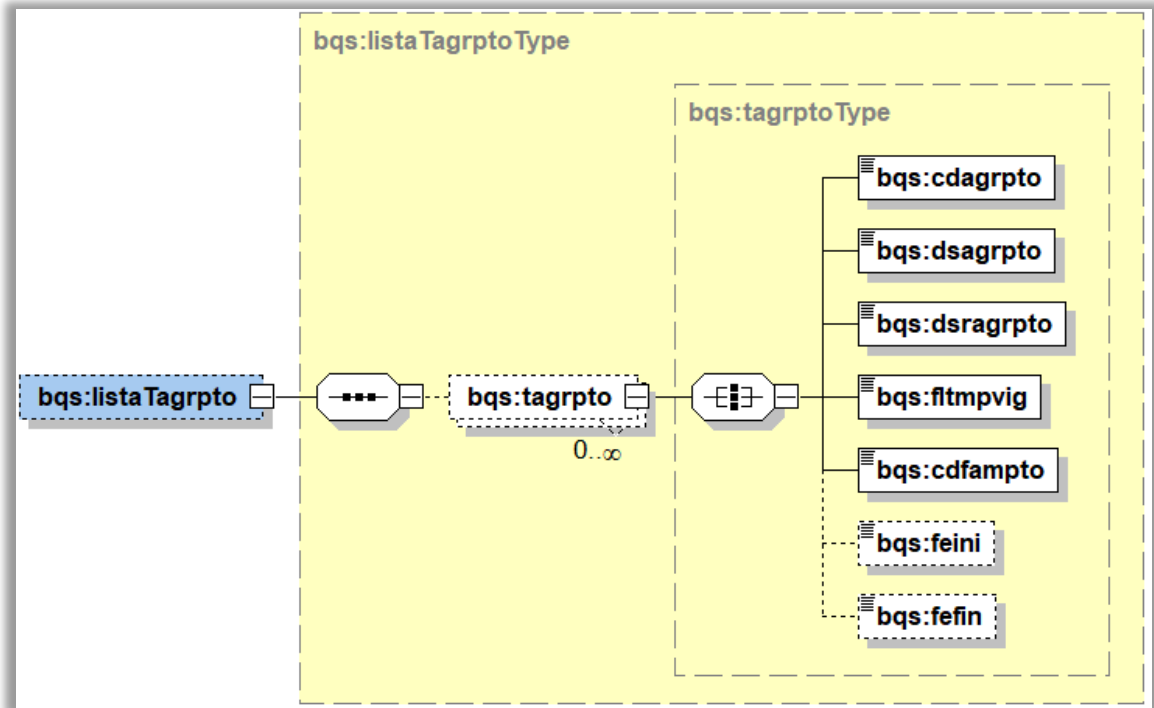 bqs:listaTagrptoType
bqs:tagrptoType
bqs:cdagrpto
bqs:dsagrpto
bqs:dsragrpto
bqs:listaTagrpto
bqs:tagrpto
bqs:fltmpvig
0..∞
bqs:cdfampto
bqs:feini
bqs:fefin